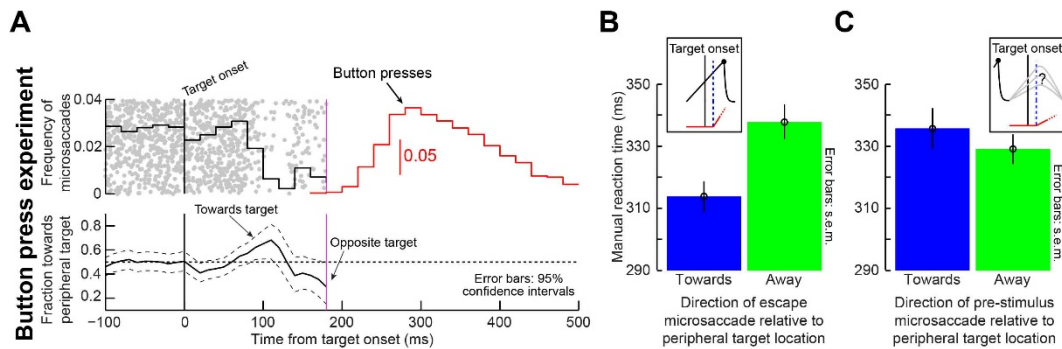 A
Button press experiment
Target onset
Button presses
Frequency of
microsaccades
0.04
0.02
0
0.05
Fraction towards
peripheral target
0.8
0.6
0.4
0.2
Towards target
Opposite target
Error bars: 95%
confidence intervals
−100 0 100 200 300 400 500
Time from target onset (ms)
B
Target onset
Manual reaction time (ms)
350
330
310
290
Error bars: s.e.m.
Towards Away
Direction of escape
microsaccade relative to
peripheral target location
C
Target onset
?
350
330
310
290
Error bars: s.e.m.
Towards Away
Direction of pre-stimulus
microsaccade relative to
peripheral target location